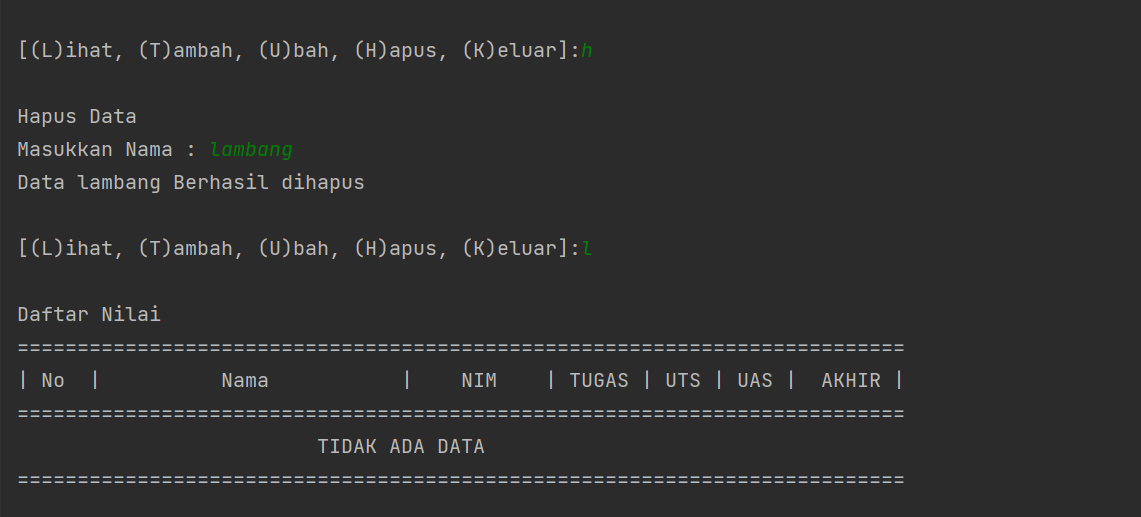 [(L)ihat, (T)ambah, (U)bah, (H)apus, (K)eluar]:h
Hapus Data
Masukkan Nama : lambang
Data lambang Berhasil dihapus
[(L)ihat, (T)ambah, (U)bah, (H)apus, (K)eluar]:l
Daftar Nilai
==========================================================================
| No  |          Nama           |    NIM    | TUGAS | UTS | UAS |  AKHIR |
==========================================================================
                         TIDAK ADA DATA
==========================================================================